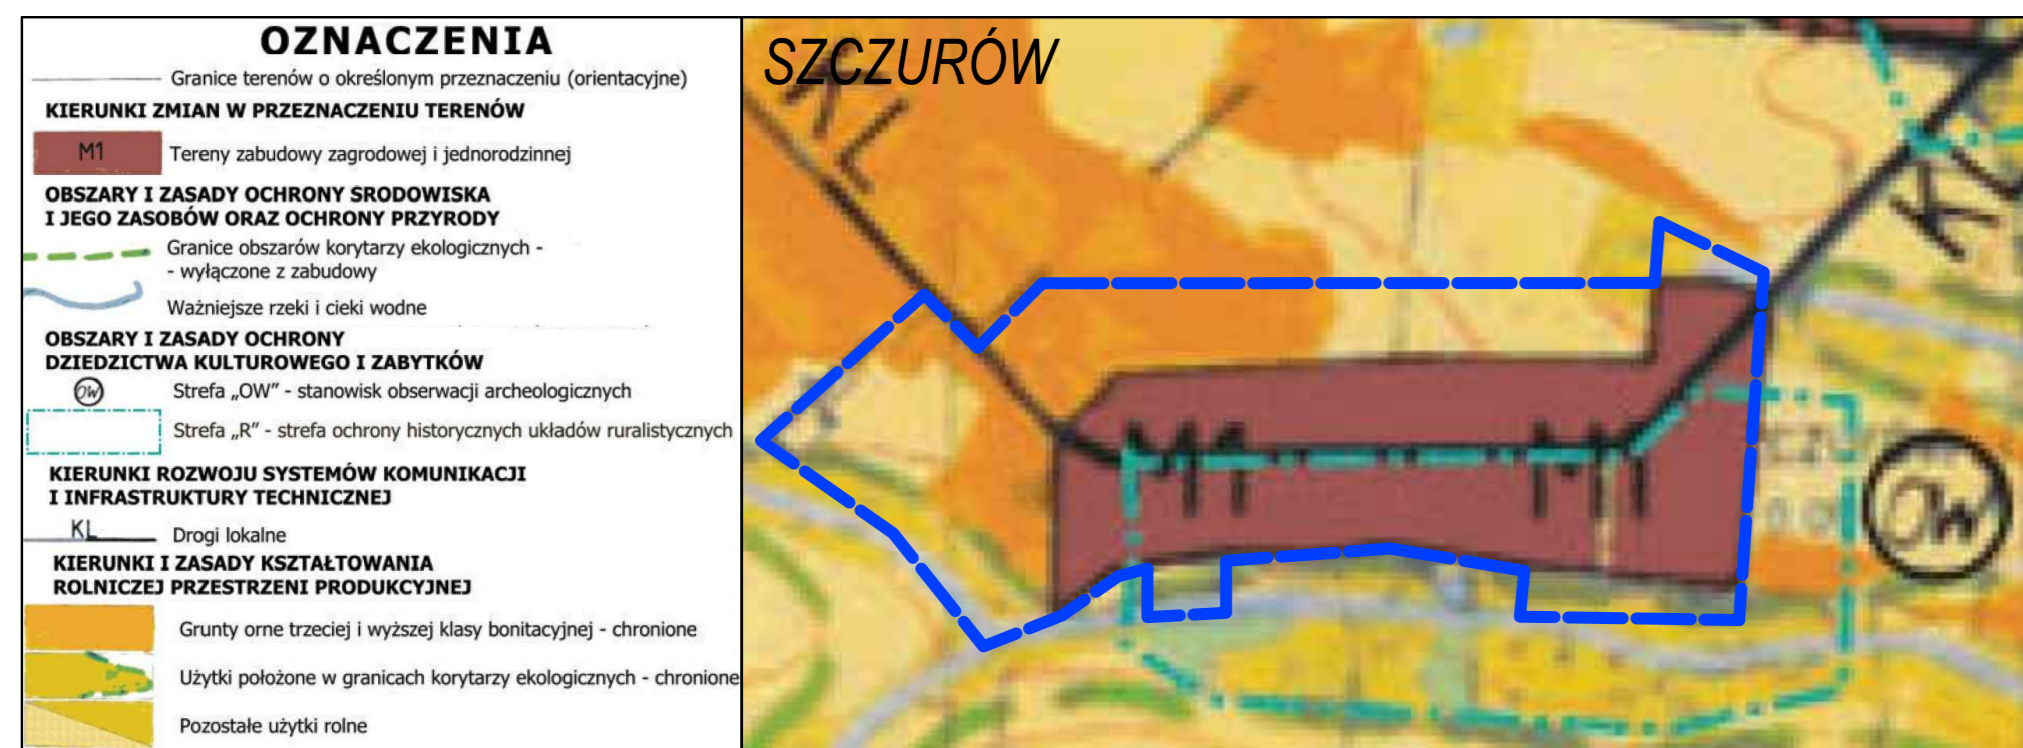 OZNACZENIA
Granice terenów o określonym przeznaczeniu (orientacyjne)
KIERUNKI ZMIAN W PRZEZNACZENIU TERENÓW
M1
Tereny zabudowy zagrodowej i jednorodzinnej
OBSZARY I ZASADY OCHRONY SRODOWISKA
I JEGO ZASOBÓW ORAZ OCHRONY PRZYRODY
Granice obszarów korytarzy ekologicznych -
- wyłączone z zabudowy
Ważniejsze rzeki i cieki wodne
OBSZARY I ZASADY OCHRONY
DZIEDZICTWA KULTUROWEGO I ZABYTKÓW
OW
Strefa „OW” - stanowisk obserwacji archeologicznych
Strefa „R” - strefa ochrony historycznych układów ruralistycznych
KIERUNKI ROZWOJU SYSTEMÓW KOMUNIKACJI
I INFRASTRUKTURY TECHNICZNEJ
KL
Drogi lokalne
KIERUNKI I ZASADY KSZTAŁTOWANIA
ROLNICZEJ PRZESTRZENI PRODUKCYJNEJ
Grunty orne trzeciej i wyższej klasy bonitacyjnej - chronione
Użytki położone w granicach korytarzy ekologicznych - chronione
Pozostałe użytki rolne
SZCZURÓW
KL
KL
M1
M1
OW